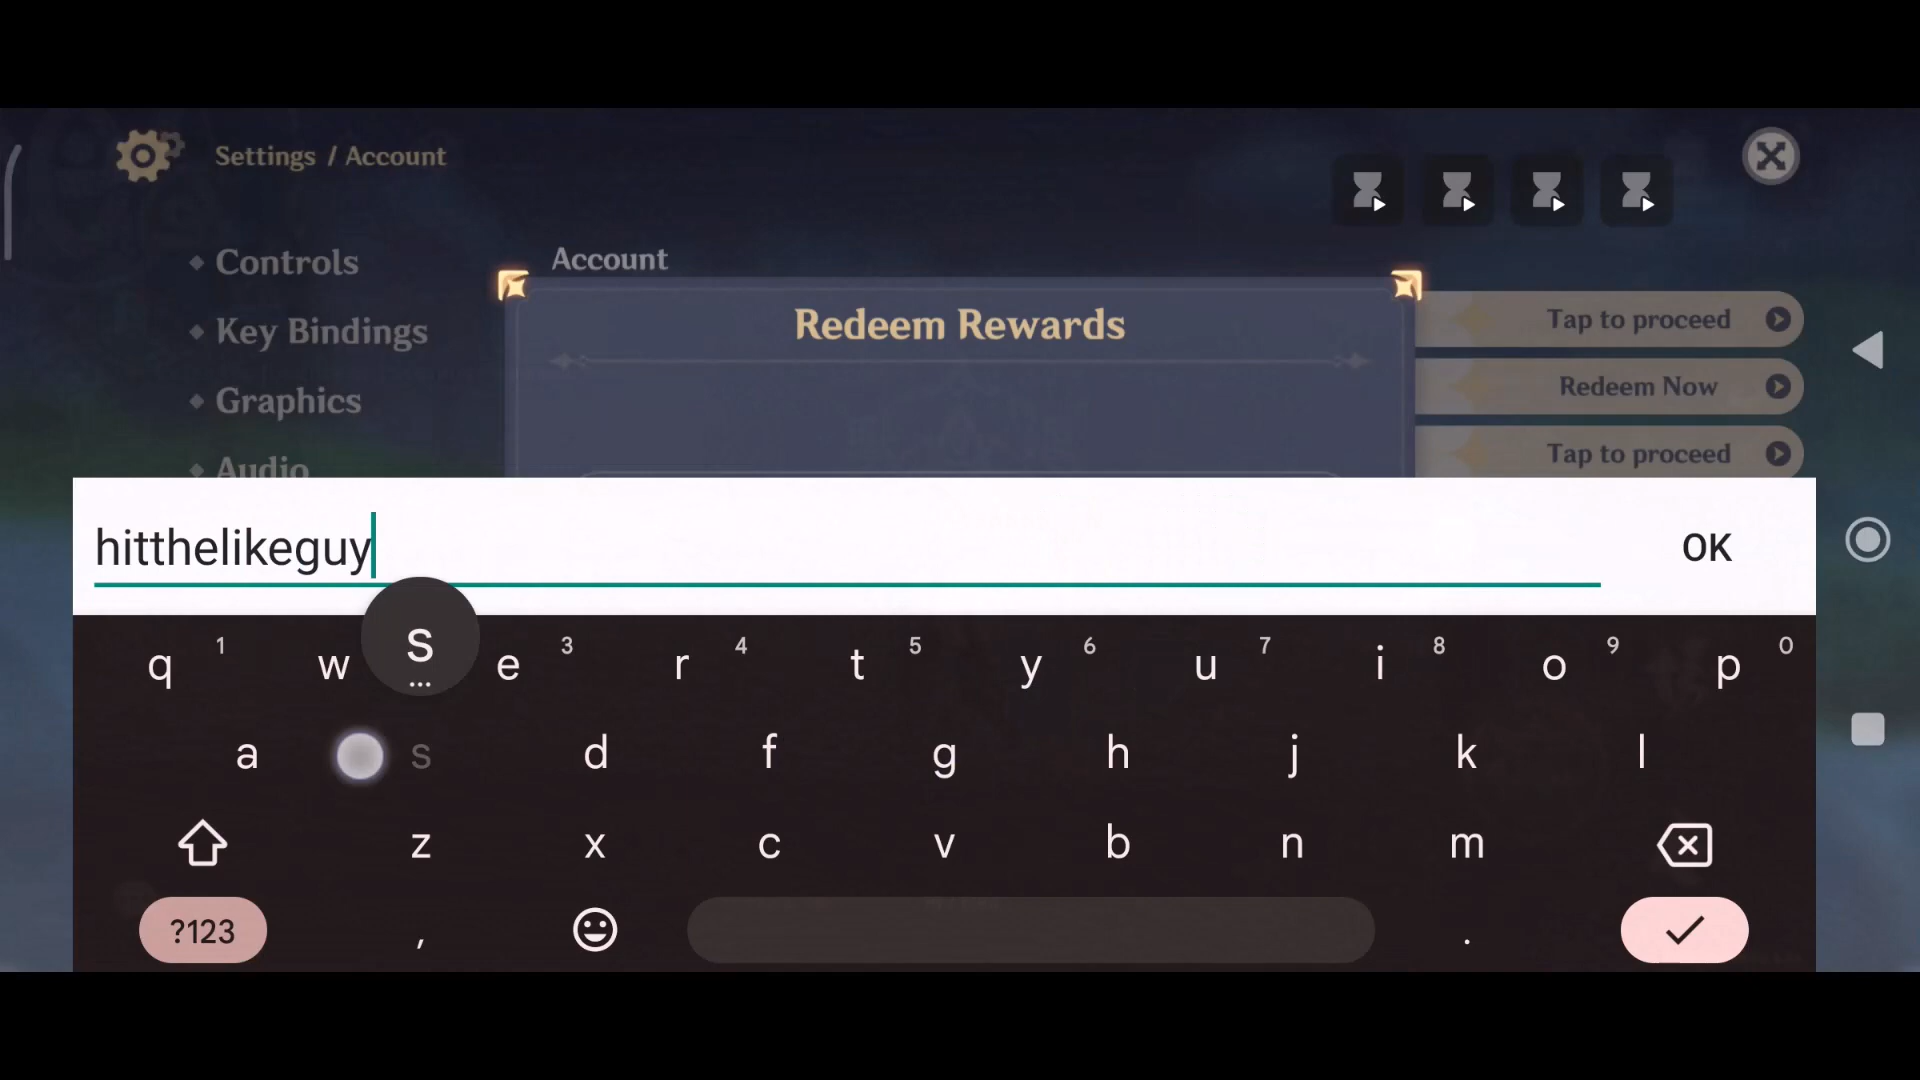 Settings / Account
Controls
Account
Redeem Rewards
Tap to proceed
Key Bindings
Redeem Now
Graphics
Tap to proceed
Audio
hitthelikeguy
OK
q 1 w s e 3 r 4 t 5 y 6 u 7 i 8 o 9 p 0
a s d f g h j k l
z x c v b n m
?123 , .